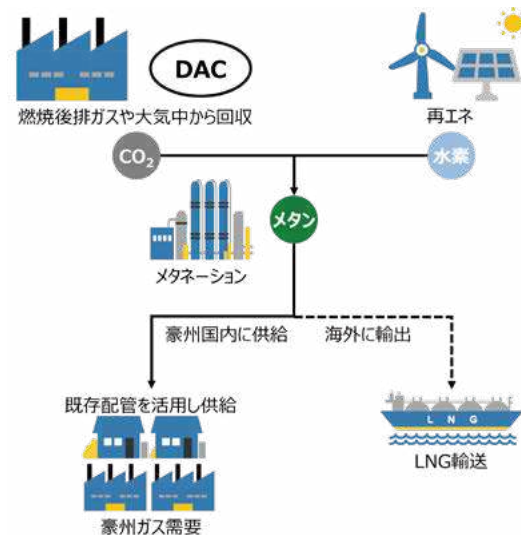 DAC
燃焼後排ガスや大気中から回収
再エネ
CO₂
水素
メタン
メタネーション
豪州国内に供給
海外に輸出
既存配管を活用し供給
LNG
LNG輸送
豪州ガス需要